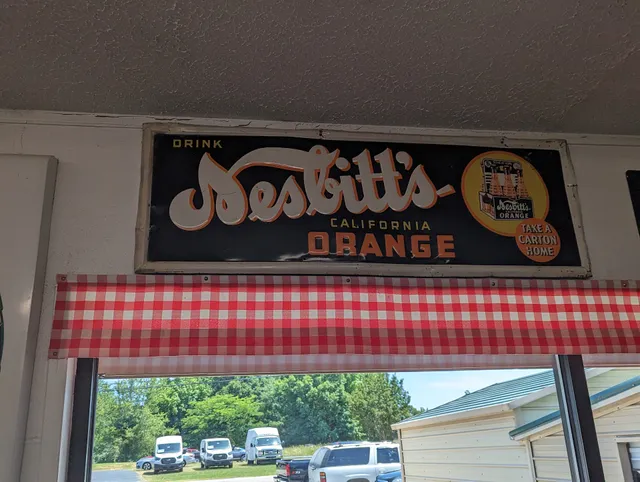 DRINK
Nesbitt's
CALIFORNIA
ORANGE
Nesbitt's
ORANGE
TAKE A
CARTON
HOME